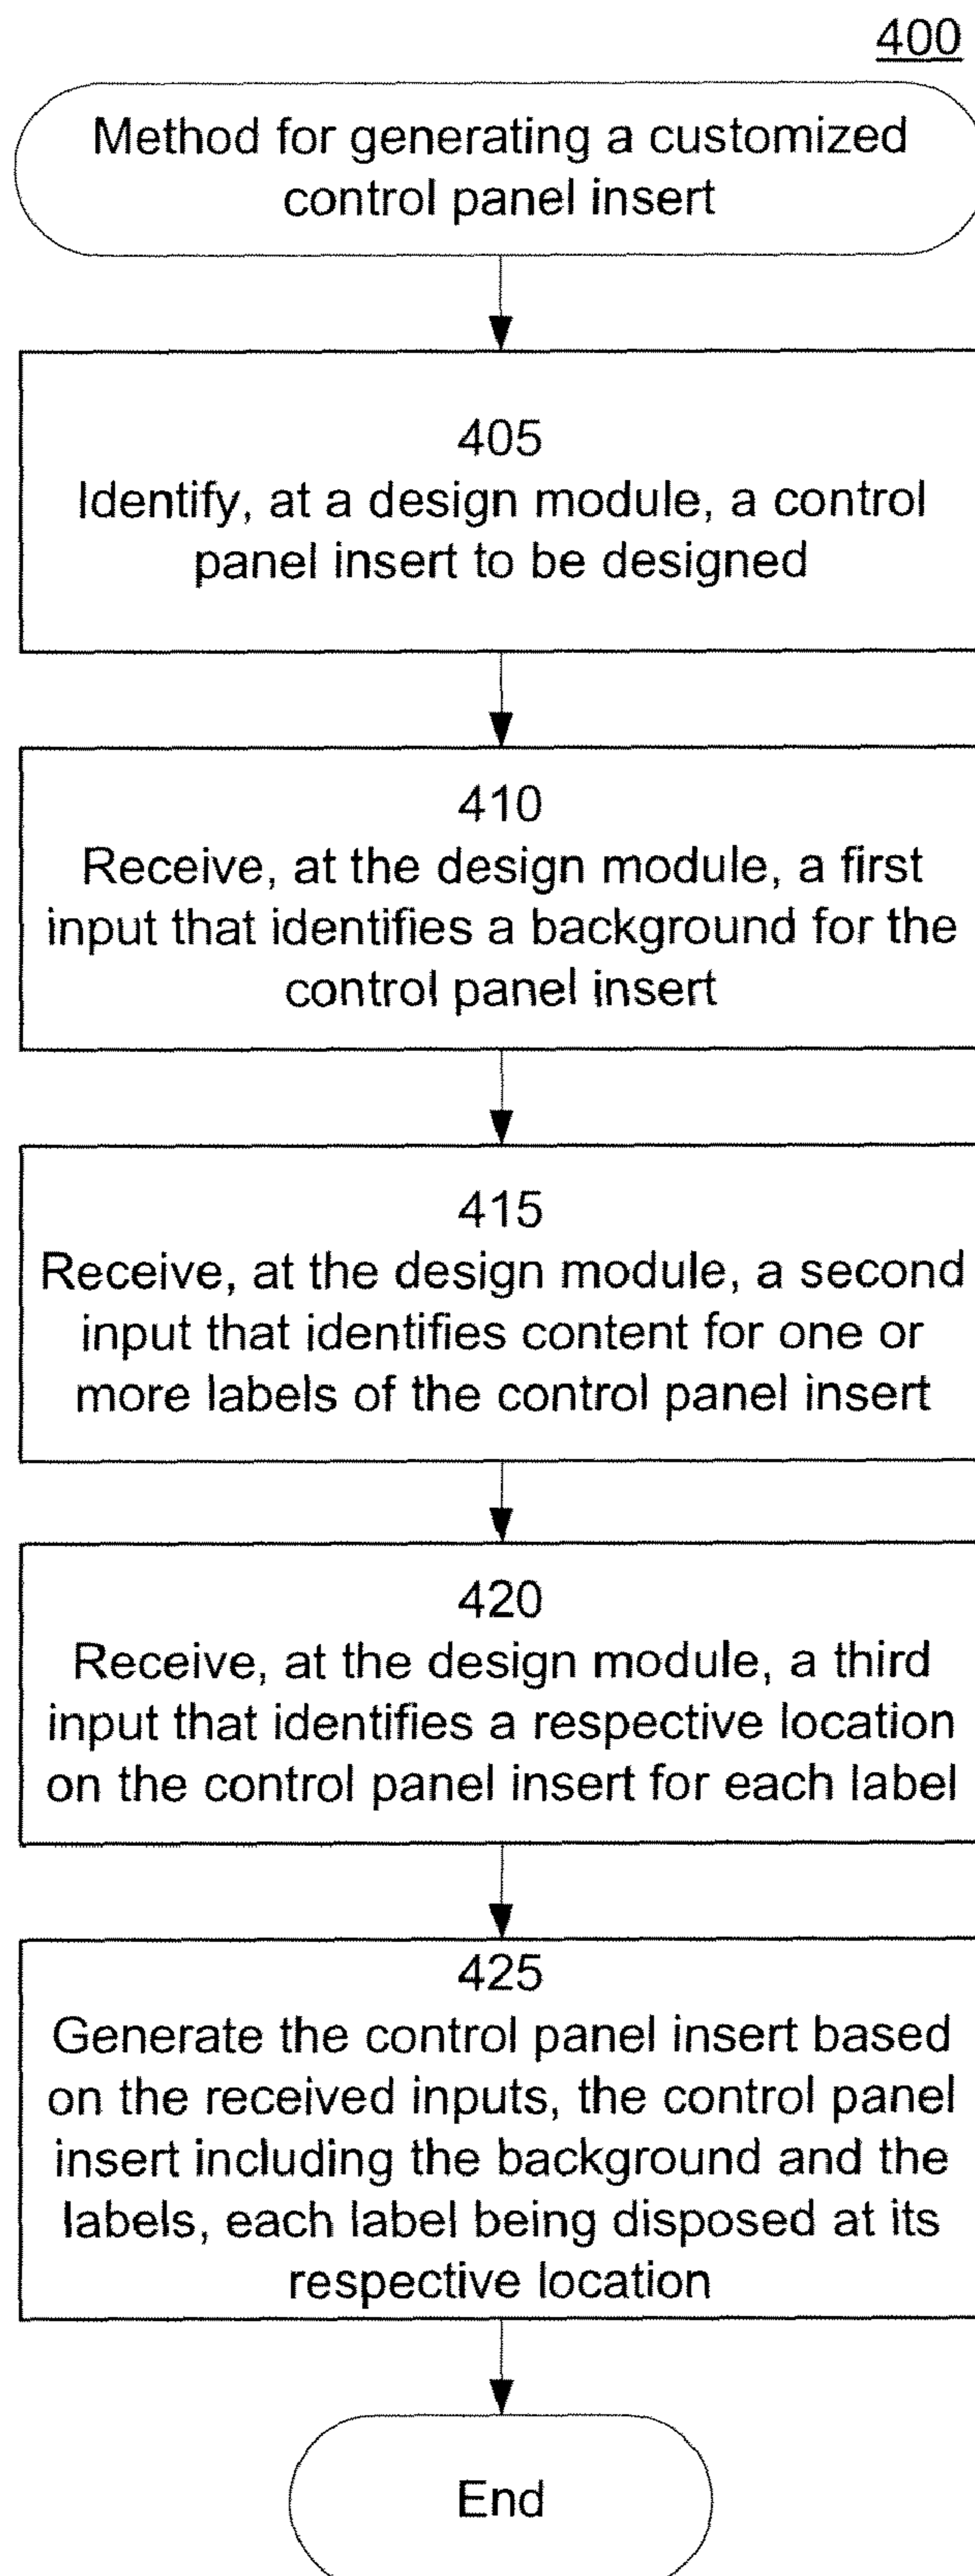 400
Method for generating a customized
control panel insert
405
Identify, at a design module, a control
panel insert to be designed
410
Receive, at the design module, a first
input that identifies a background for the
control panel insert
415
Receive, at the design module, a second
input that identifies content for one or
more labels of the control panel insert
420
Receive, at the design module, a third
input that identifies a respective location
on the control panel insert for each label
425
Generate the control panel insert based
on the received inputs, the control panel
insert including the background and the
labels, each label being disposed at its
respective location
End